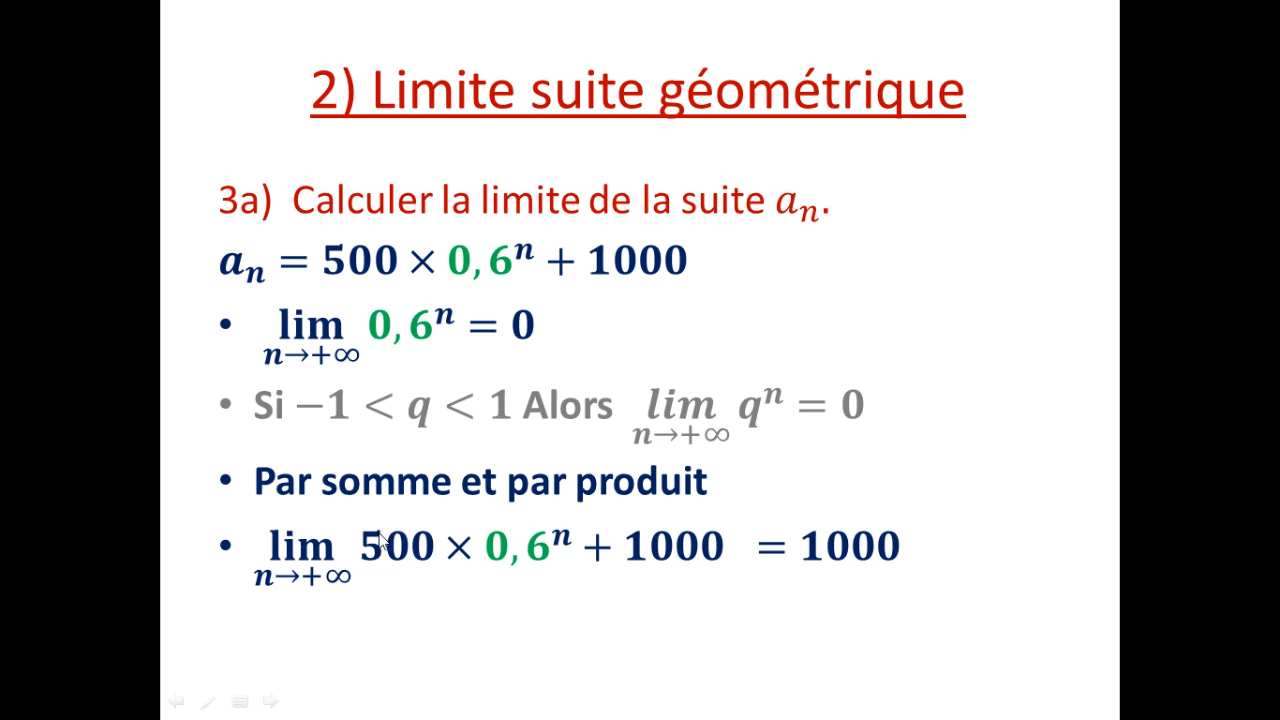 2) Limite suite géométrique
3a) Calculer la limite de la suite aₙ.
aₙ = 500 × 0,6ⁿ + 1000
• lim n→+∞ 0,6ⁿ = 0
• Si −1 < q < 1 Alors lim n→+∞ qⁿ = 0
• Par somme et par produit
• lim n→+∞ 500 × 0,6ⁿ + 1000 = 1000